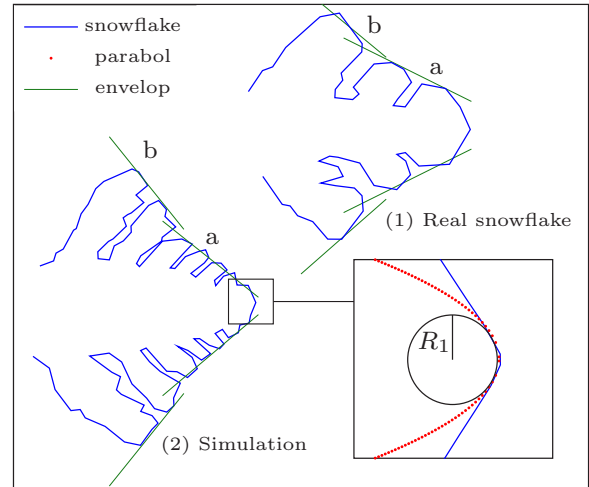 snowflake
parabol
envelop
b
a
(1) Real snowflake
b
a
R1
(2) Simulation